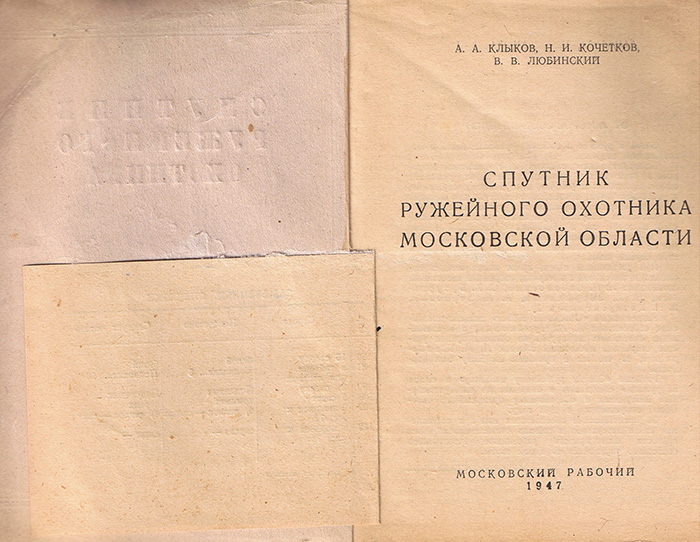 А. А. КЛЫКОВ, Н. И. КОЧЕТКОВ,
В. В. ЛЮБИНСКИЙ
СПУТНИК
РУЖЕЙНОГО ОХОТНИКА
МОСКОВСКОЙ ОБЛАСТИ
МОСКОВСКИЙ РАБОЧИЙ
1947